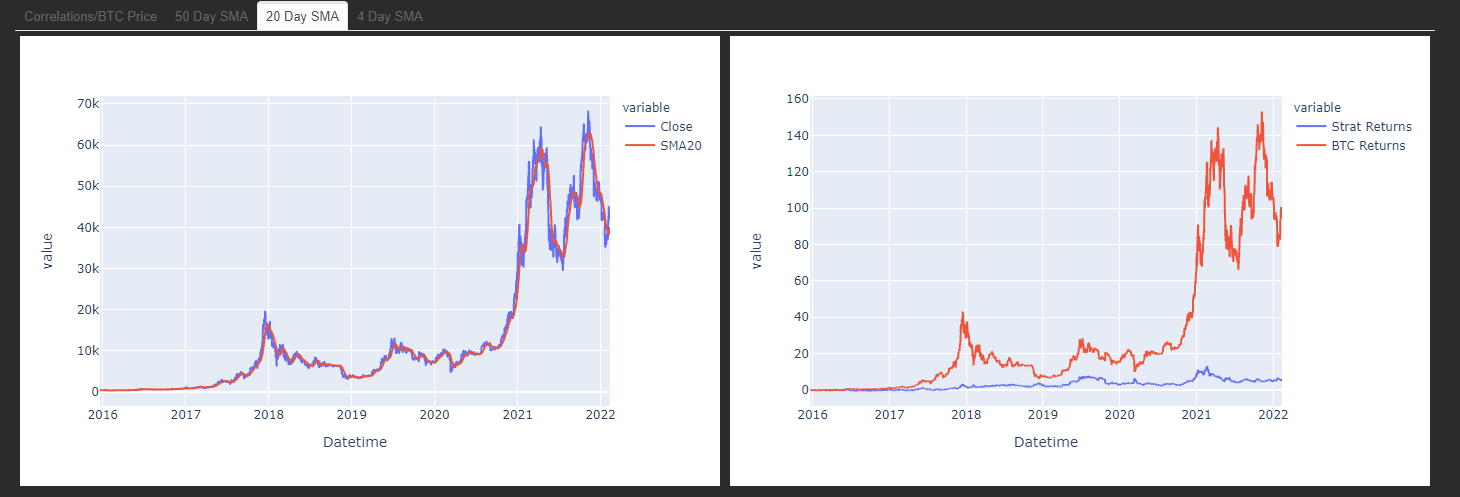 Correlations/BTC Price 50 Day SMA 20 Day SMA 4 Day SMA
variable
Close
SMA20
70k
60k
50k
40k
30k
20k
10k
0
value
2016 2017 2018 2019 2020 2021 2022
Datetime
variable
Strat Returns
BTC Returns
160
140
120
100
80
60
40
20
0
value
2016 2017 2018 2019 2020 2021 2022
Datetime